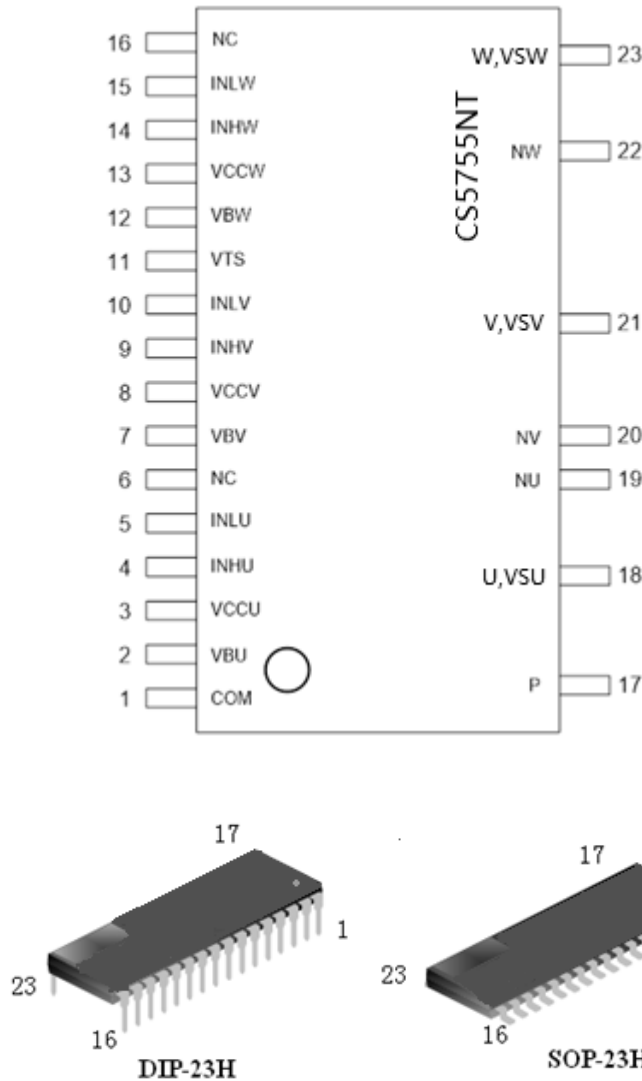 16 NC
W,VSW 23
15 INLW
14 INHW
CS5755NT
NW 22
13 VCCW
12 VBW
11 VTS
10 INLV
V,VSV 21
9 INHV
8 VCCV
7 VBV
NV 20
6 NC
NU 19
5 INLU
4 INHU
U,VSU 18
3 VCCU
2 VBU
P 17
1 COM
17
1
23
16
DIP-23H
17
23
16
SOP-23H